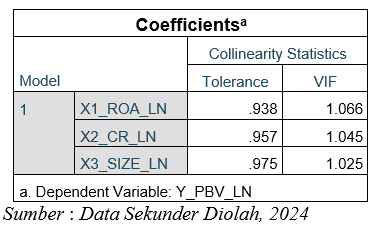 Coefficientsᵃ
Collinearity Statistics
Model Tolerance VIF
1 X1_ROA_LN .938 1.066
X2_CR_LN .957 1.045
X3_SIZE_LN .975 1.025
a. Dependent Variable: Y_PBV_LN
Sumber : Data Sekunder Diolah, 2024